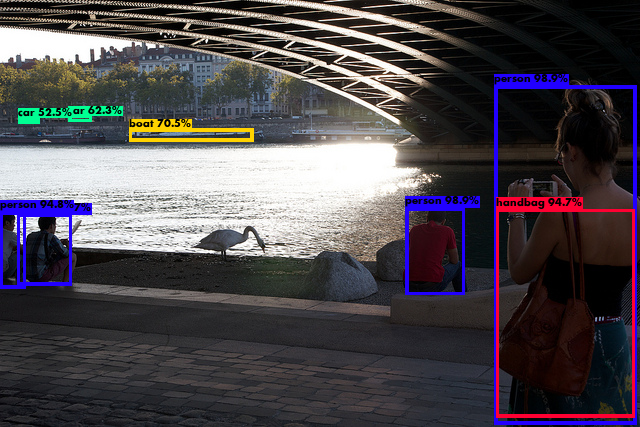 person 98.9%
car 52.5%
ar 62.3%
boat 70.5%
person 98.9%
handbag 94.7%
person 94.8%